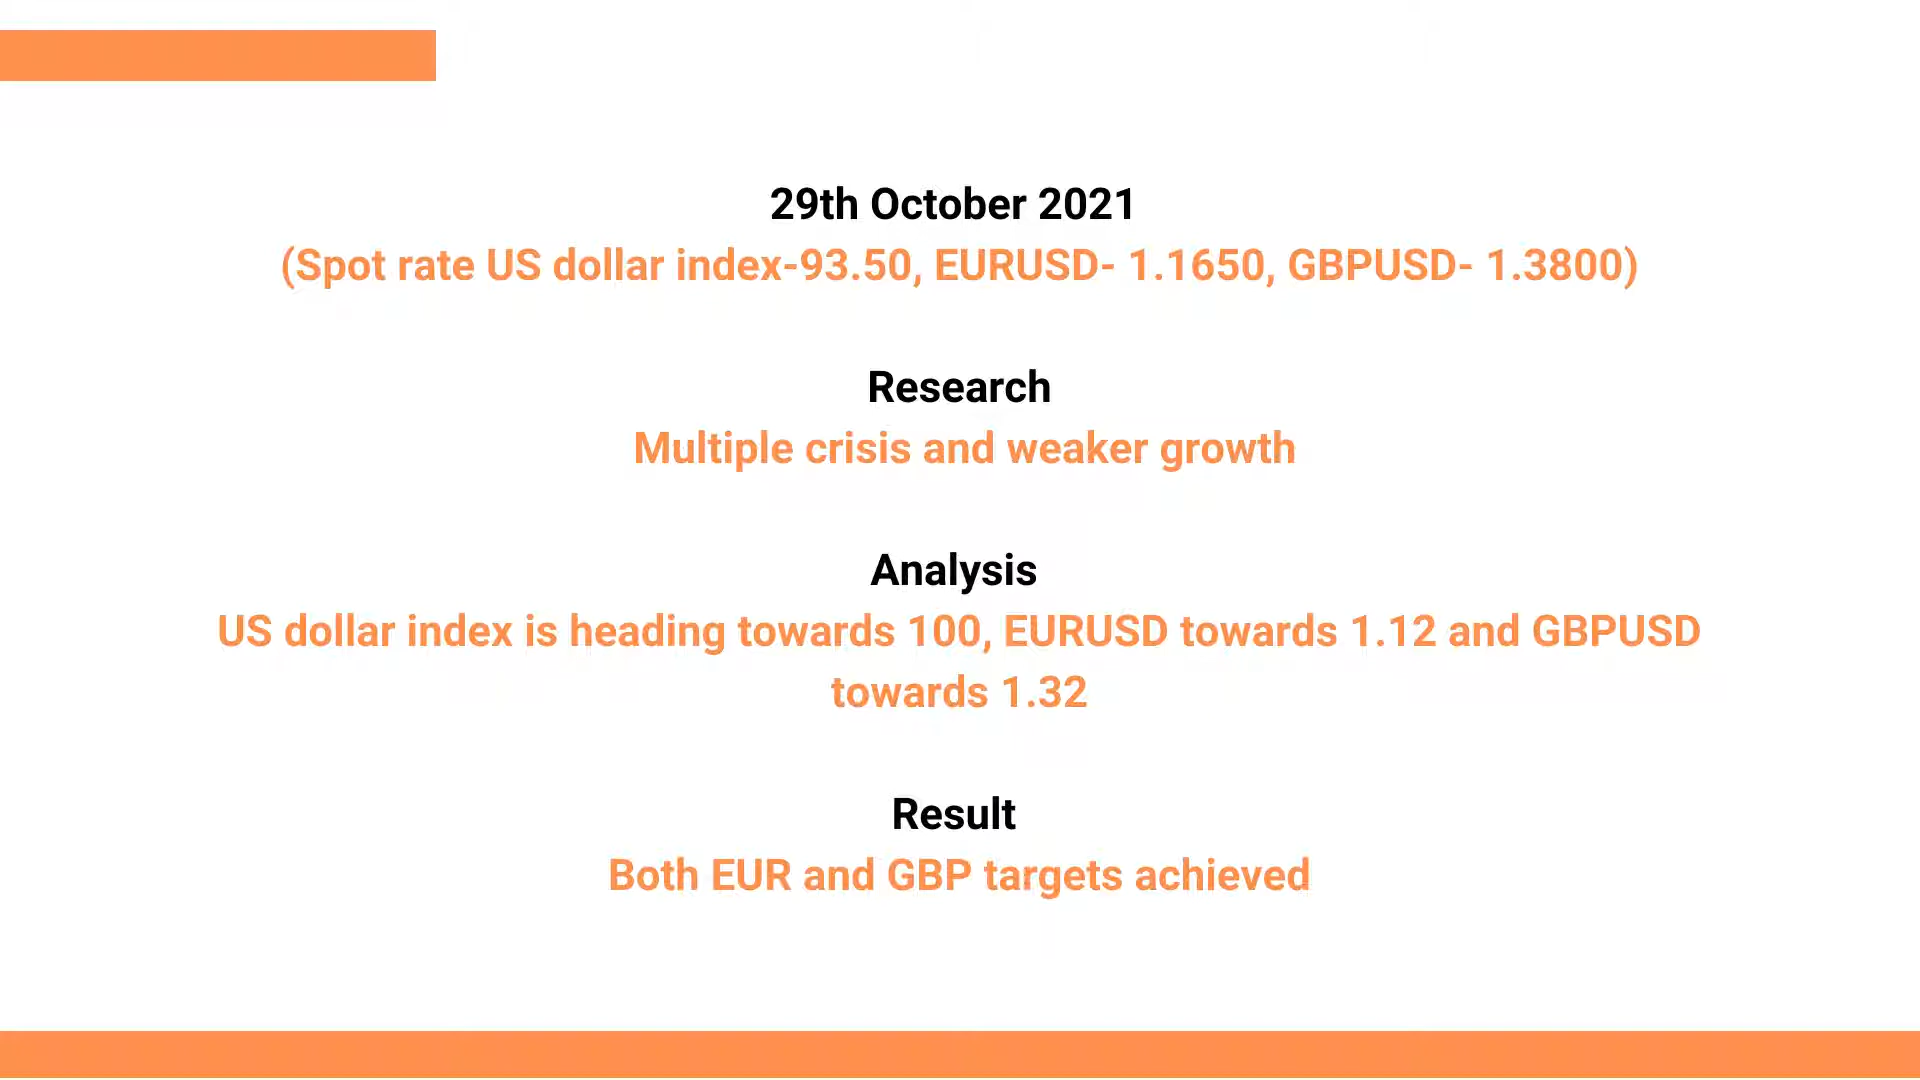 29th October 2021
(Spot rate US dollar index-93.50, EURUSD- 1.1650, GBPUSD- 1.3800)
Research
Multiple crisis and weaker growth
Analysis
US dollar index is heading towards 100, EURUSD towards 1.12 and GBPUSD
towards 1.32
Result
Both EUR and GBP targets achieved